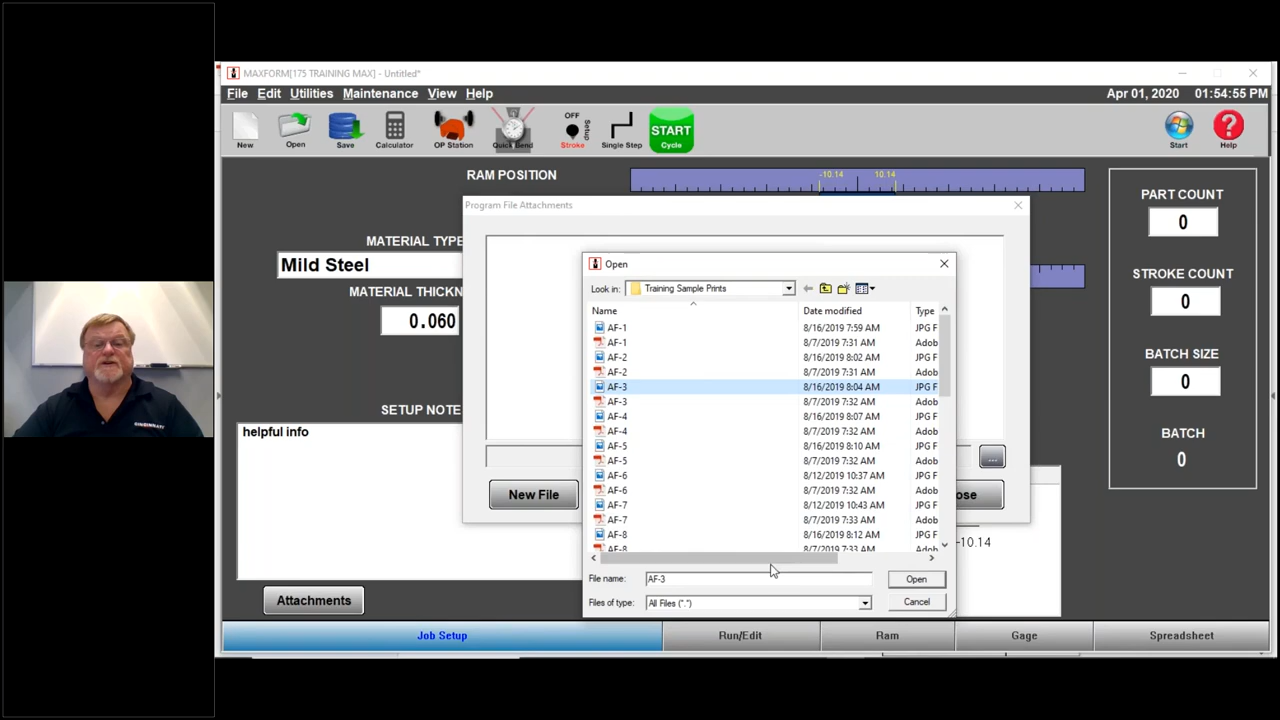 MAXFORM[175 TRAINING MAX] - Untitled*
File Edit Utilities Maintenance View Help
Apr 01, 2020 01:54:55 PM
New
Open
Save
Calculator
OP Station
Quick Bend
OFF
Setup
Stroke
Single Step
START
Cycle
Start
Help
RAM POSITION
-10.14 10.14
PART COUNT
0
STROKE COUNT
0
BATCH SIZE
0
BATCH
0
MATERIAL TYPE
Mild Steel
MATERIAL THICKN
0.060
SETUP NOTE
helpful info
Attachments
Program File Attachments
New File
...
ose
-10.14
Open
Look in: Training Sample Prints
Name Date modified Type
AF-1 8/16/2019 7:59 AM JPG F
AF-1 8/7/2019 7:31 AM Adob
AF-2 8/16/2019 8:02 AM JPG F
AF-2 8/7/2019 7:31 AM Adob
AF-3 8/16/2019 8:04 AM JPG F
AF-3 8/7/2019 7:32 AM Adob
AF-4 8/16/2019 8:07 AM JPG F
AF-4 8/7/2019 7:32 AM Adob
AF-5 8/16/2019 8:10 AM JPG F
AF-5 8/7/2019 7:32 AM Adob
AF-6 8/12/2019 10:37 AM JPG F
AF-6 8/7/2019 7:32 AM Adob
AF-7 8/12/2019 10:43 AM JPG F
AF-7 8/7/2019 7:33 AM Adob
AF-8 8/16/2019 8:12 AM JPG F
AF-8 8/7/2019 7:33 AM Adob
File name: AF-3 Open
Files of type: All Files (*.*) Cancel
Job Setup Run/Edit Ram Gage Spreadsheet
CINCINNATI